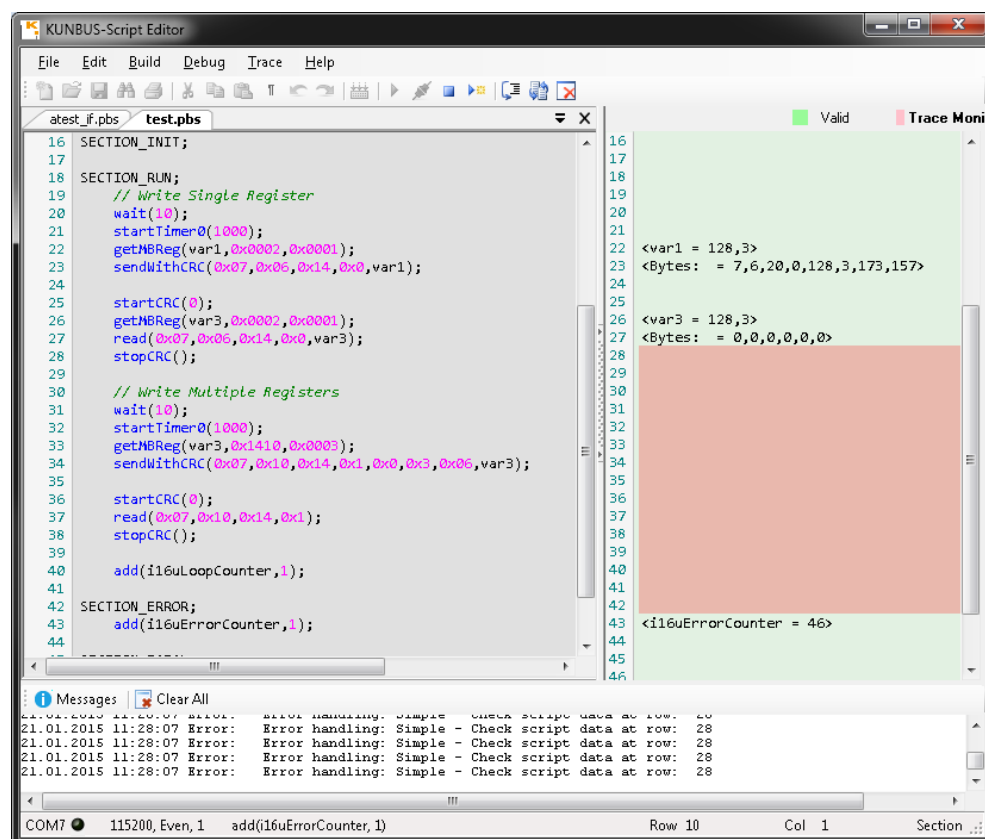 KUNBUS-Script Editor
File Edit Build Debug Trace Help
atest_if.pbs test.pbs
Valid Trace Moni
16 SECTION_INIT;
17
18 SECTION_RUN;
19 // Write Single Register
20 wait(10);
21 startTimer0(1000);
22 getMBReg(var1,0x0002,0x0001);
23 sendWithCRC(0x07,0x06,0x14,0x0,var1);
24
25 startCRC(0);
26 getMBReg(var3,0x0002,0x0001);
27 read(0x07,0x06,0x14,0x0,var3);
28 stopCRC();
29
30 // Write Multiple Registers
31 wait(10);
32 startTimer0(1000);
33 getMBReg(var3,0x1410,0x0003);
34 sendWithCRC(0x07,0x10,0x14,0x1,0x0,0x3,0x06,var3);
35
36 startCRC(0);
37 read(0x07,0x10,0x14,0x1);
38 stopCRC();
39
40 add(i16uLoopCounter,1);
41
42 SECTION_ERROR;
43 add(i16uErrorCounter,1);
44
16
17
18
19
20
21
22 <var1 = 128,3>
23 <Bytes: = 7,6,20,0,128,3,173,157>
24
25
26 <var3 = 128,3>
27 <Bytes: = 0,0,0,0,0,0>
28
29
30
31
32
33
34
35
36
37
38
39
40
41
42
43 <i16uErrorCounter = 46>
44
45
46
Messages Clear All
21.01.2015 11:28:07 Error: Error handling: Simple - Check script data at row: 28
21.01.2015 11:28:07 Error: Error handling: Simple - Check script data at row: 28
21.01.2015 11:28:07 Error: Error handling: Simple - Check script data at row: 28
21.01.2015 11:28:07 Error: Error handling: Simple - Check script data at row: 28
COM7 115200, Even, 1 add(i16uErrorCounter, 1) Row 10 Col 1 Section